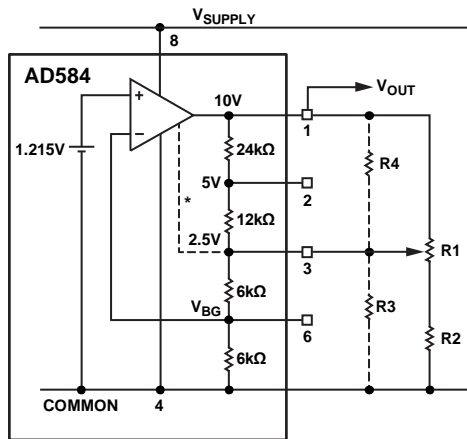 V_SUPPLY
8
AD584
10V
V_OUT
1
1.215V
24kΩ
R4
5V
2
*
12kΩ
2.5V
3
R1
6kΩ
R3
V_BG
6
6kΩ
R2
COMMON
4
+
−